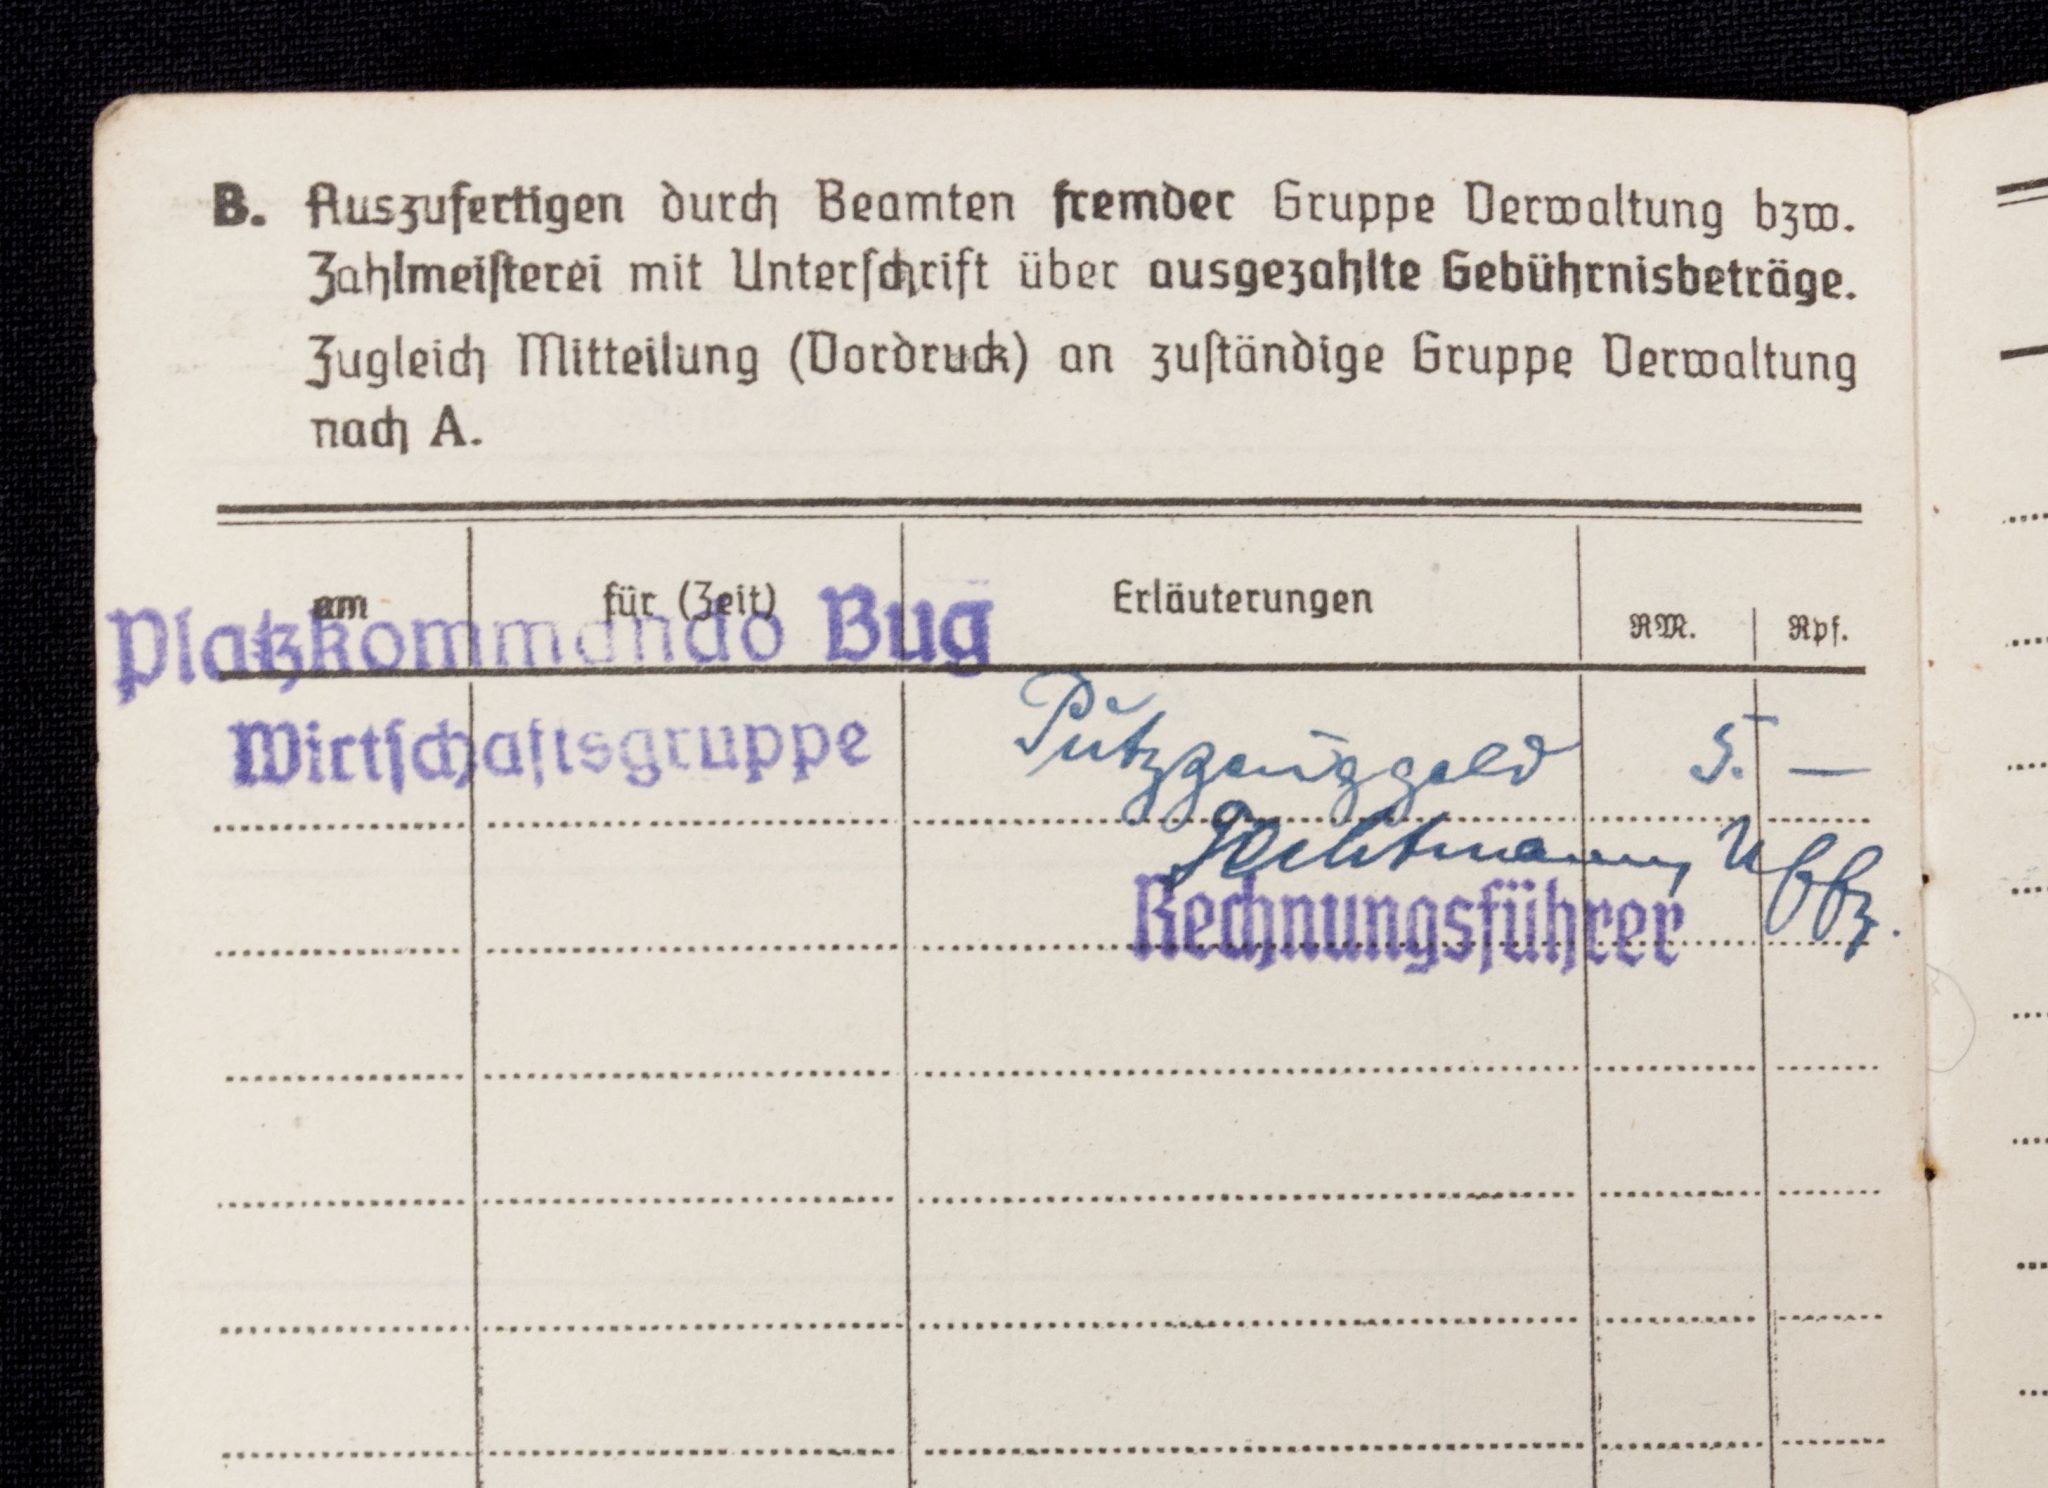 B. Auszufertigen durch Beamten fremder Gruppe Verwaltung bzw.
Zahlmeisterei mit Unterschrift über ausgezahlte Gebührnisbeträge.
Zugleich Mitteilung (Vordruck) an zuständige Gruppe Verwaltung
nach A.
am für (Zeit) Erläuterungen RM. Rpf.
Platzkommando Bug
Wirtschaftsgruppe
Putzzeuggeld 5. —
Uffz.
Rechnungsführer